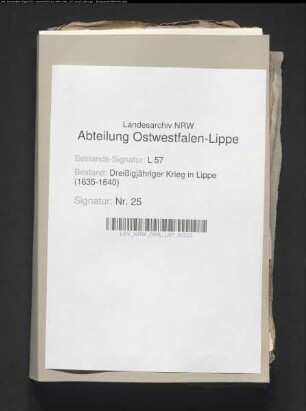 Landesarchiv NRW
Abteilung Ostwestfalen-Lippe
Bestands-Signatur: L 57
Bestand: Dreißigjähriger Krieg in Lippe
(1635-1640)
Signatur: Nr. 25